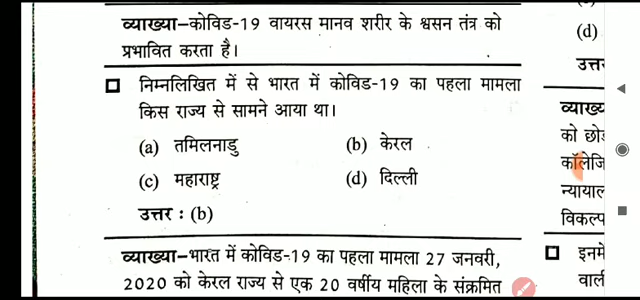 व्याख्या–कोविड-19 वायरस मानव शरीर के श्वसन तंत्र को
प्रभावित करता है।
निम्नलिखित में से भारत में कोविड-19 का पहला मामला
किस राज्य से सामने आया था।
(a) तमिलनाडु (b) केरल
(c) महाराष्ट्र (d) दिल्ली
उत्तर : (b)
व्याख्या–भारत में कोविड-19 का पहला मामला 27 जनवरी,
2020 को केरल राज्य से एक 20 वर्षीय महिला के संक्रमित
(d)
उत्त
व्याख्य
को छोड़
कॉलेजि
न्यायाल
विकल्प
इनमें
वाली